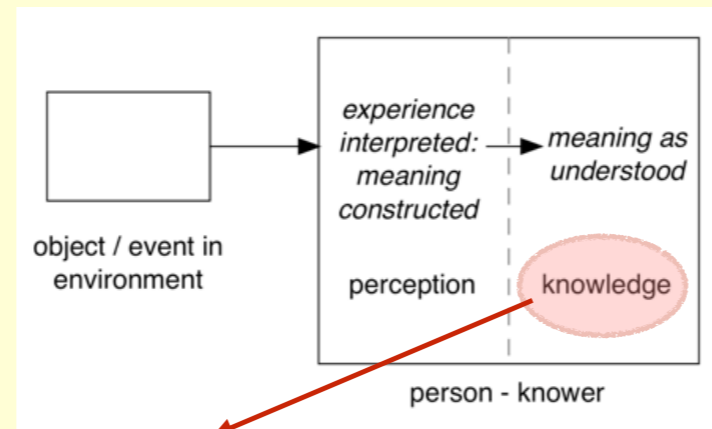 object / event in
environment
experience
interpreted:
meaning
constructed
meaning as
understood
perception
knowledge
person - knower